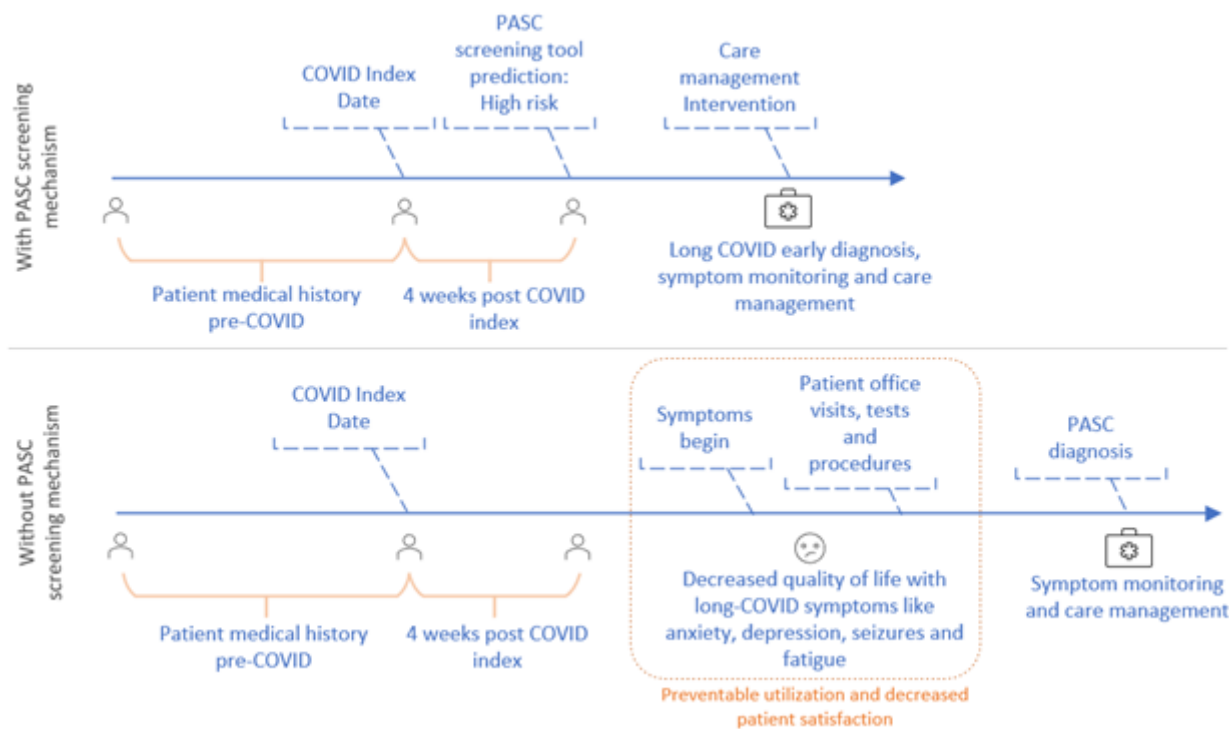 With PASC screening
mechanism
COVID Index
Date
PASC
screening tool
prediction:
High risk
Care
management
Intervention
Patient medical history
pre-COVID
4 weeks post COVID
index
Long COVID early diagnosis,
symptom monitoring and care
management
Without PASC
screening mechanism
COVID Index
Date
Symptoms
begin
Patient office
visits, tests
and
procedures
PASC
diagnosis
Patient medical history
pre-COVID
4 weeks post COVID
index
Decreased quality of life with
long-COVID symptoms like
anxiety, depression, seizures and
fatigue
Symptom monitoring
and care management
Preventable utilization and decreased
patient satisfaction